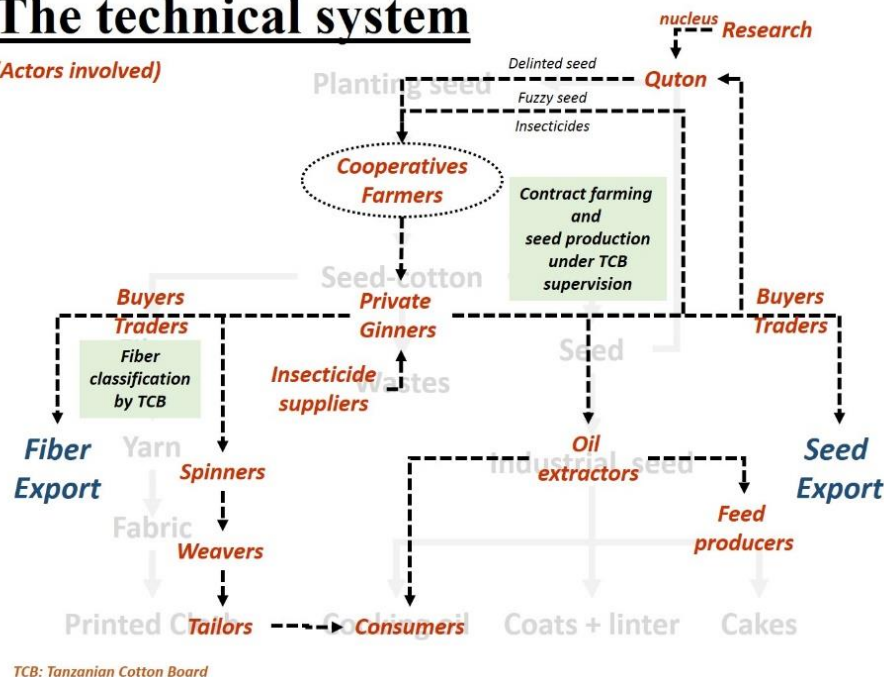 The technical system
(Actors involved)
nucleus
Research
Delinted seed
Quton
Planting seed
Fuzzy seed
Insecticides
Cooperatives
Farmers
Contract farming
and
seed production
under TCB
supervision
Seed-cotton
Buyers
Traders
Private
Ginners
Buyers
Traders
Fiber
classification
by TCB
Insecticide
suppliers
Wastes
Seed
Fiber
Export
Yarn
Spinners
Oil
extractors
Industrial seed
Seed
Export
Fabric
Weavers
Feed
producers
Printed Cloth
Tailors
Cooking oil
Consumers
Coats + linter
Cakes
TCB: Tanzanian Cotton Board